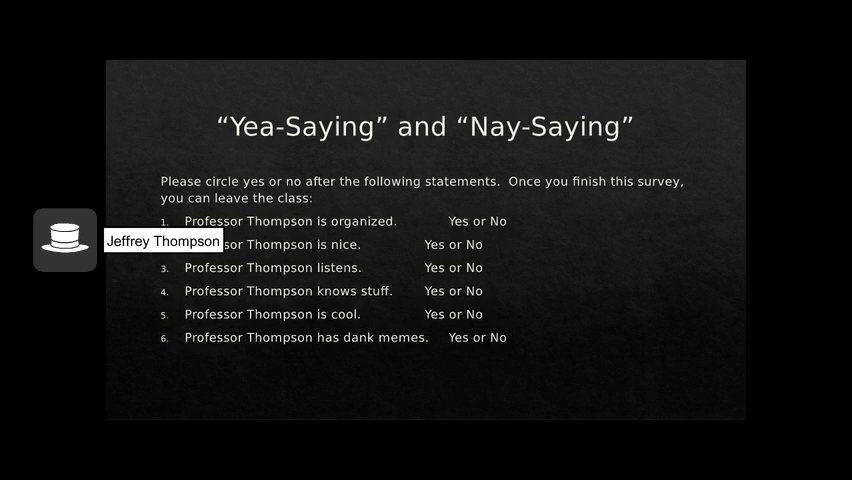 “Yea-Saying” and “Nay-Saying”
Please circle yes or no after the following statements.  Once you finish this survey,
you can leave the class:
1. Professor Thompson is organized. Yes or No
Jeffrey Thompson
ssor Thompson is nice. Yes or No
3. Professor Thompson listens. Yes or No
4. Professor Thompson knows stuff. Yes or No
5. Professor Thompson is cool. Yes or No
6. Professor Thompson has dank memes. Yes or No